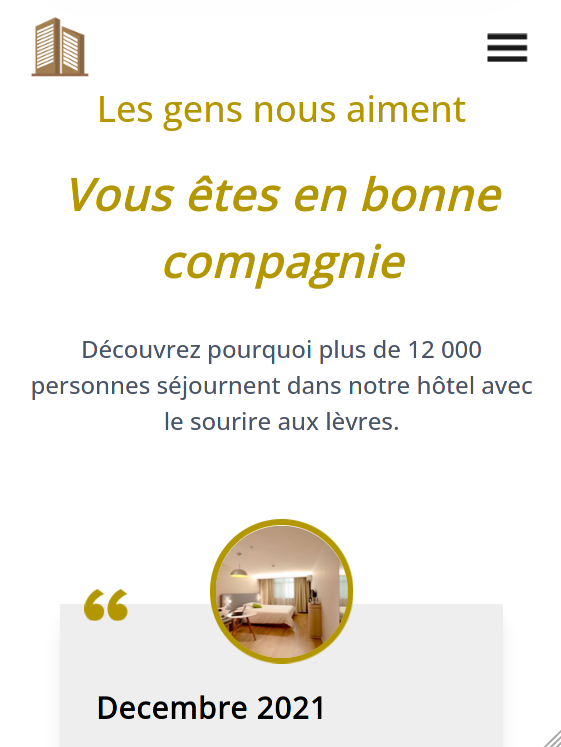 Les gens nous aiment
Vous êtes en bonne
compagnie
Découvrez pourquoi plus de 12 000
personnes séjournent dans notre hôtel avec
le sourire aux lèvres.
“
Decembre 2021